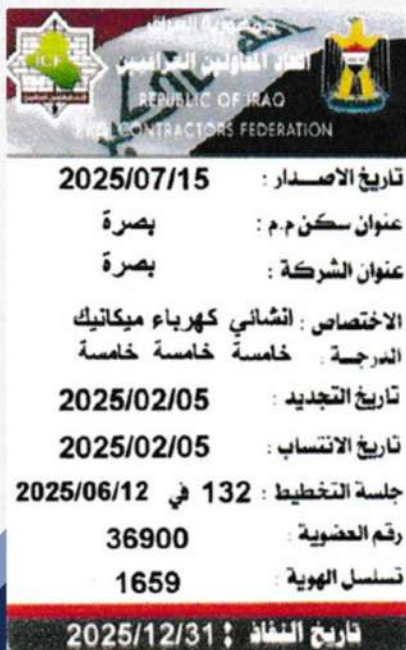 جمهورية العراق
اتحاد المقاولين العراقيين
REPUBLIC OF IRAQ
CONTRACTORS FEDERATION
ICF
تاريخ الاصدار : 2025/07/15
عنوان سكن م.م : بصرة
عنوان الشركة : بصرة
الاختصاص : انشائي كهرباء ميكانيك
الدرجة : خامسة خامسة خامسة
تاريخ التجديد : 2025/02/05
تاريخ الانتساب : 2025/02/05
جلسة التخطيط : 132 في 2025/06/12
رقم العضوية : 36900
تسلسل الهوية : 1659
تاريخ النفاذ : 2025/12/31